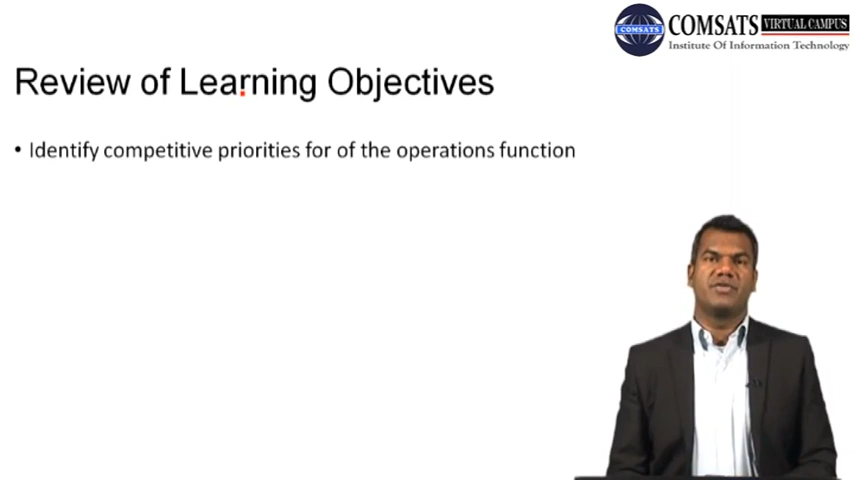 COMSATS VIRTUAL CAMPUS
COMSATS
Institute Of Information Technology
Review of Learning Objectives
• Identify competitive priorities for of the operations function